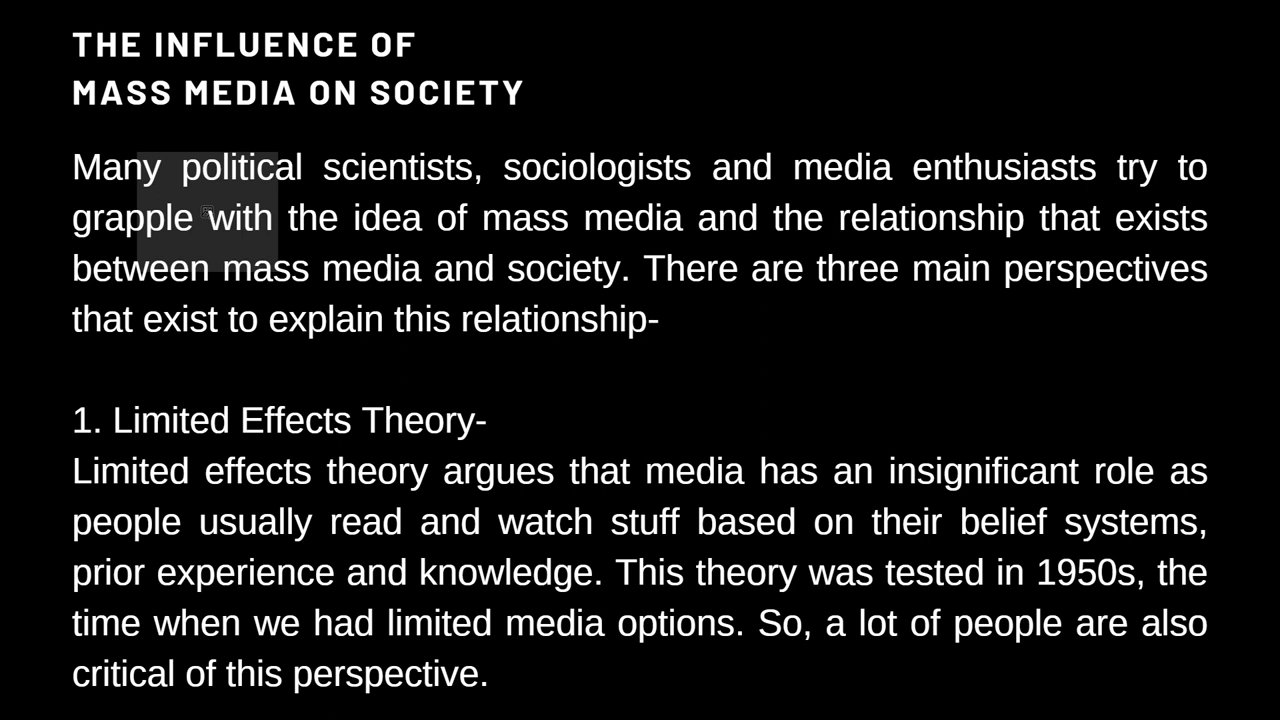 THE INFLUENCE OF
MASS MEDIA ON SOCIETY
Many political scientists, sociologists and media enthusiasts try to
grapple with the idea of mass media and the relationship that exists
between mass media and society. There are three main perspectives
that exist to explain this relationship-
1. Limited Effects Theory-
Limited effects theory argues that media has an insignificant role as
people usually read and watch stuff based on their belief systems,
prior experience and knowledge. This theory was tested in 1950s, the
time when we had limited media options. So, a lot of people are also
critical of this perspective.